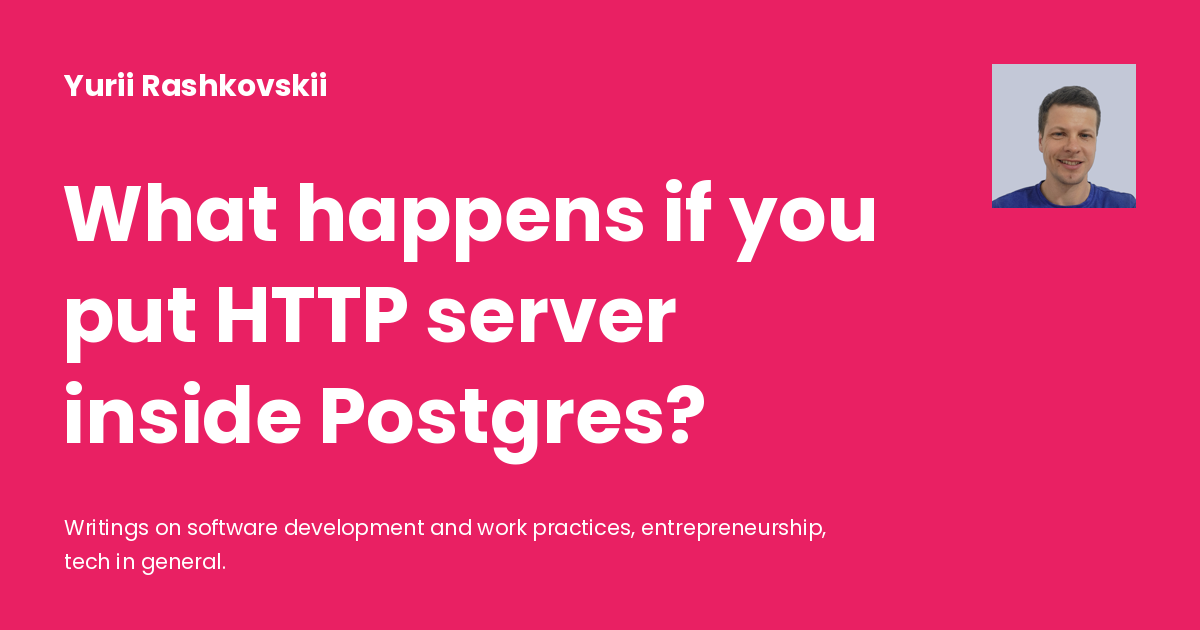 Yurii Rashkovskii
What happens if you
put HTTP server
inside Postgres?
Writings on software development and work practices, entrepreneurship,
tech in general.